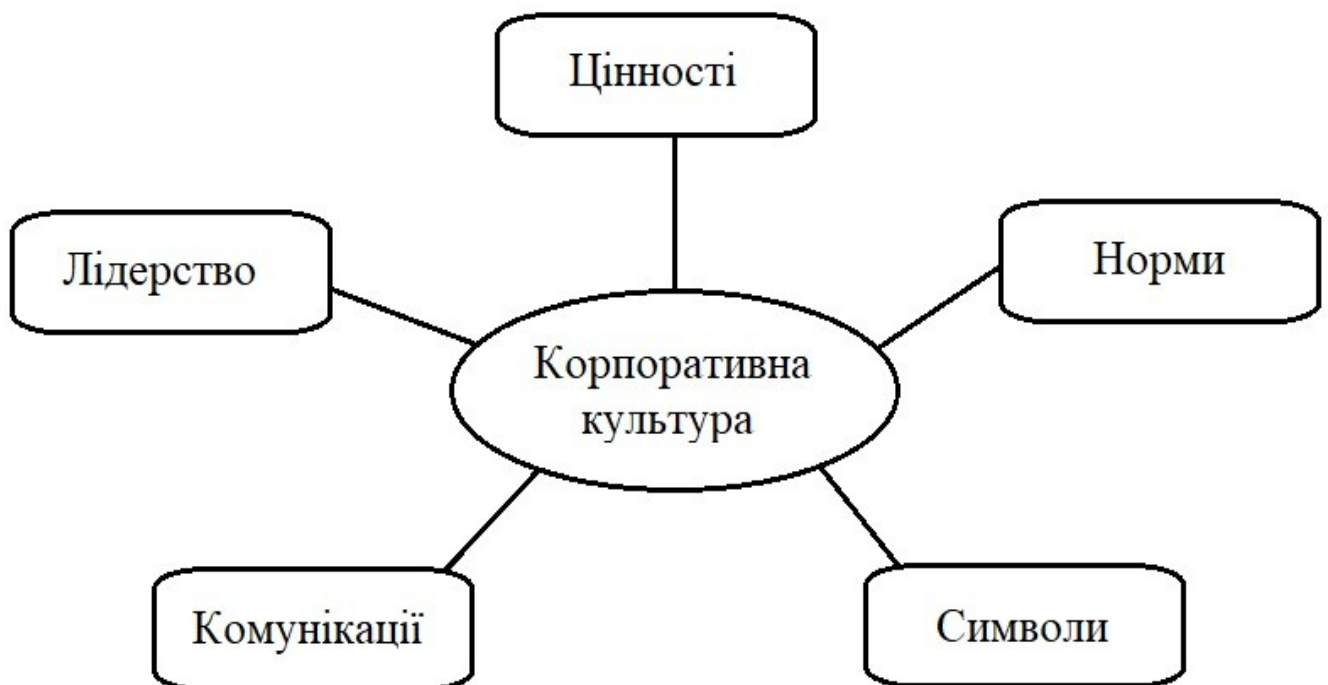 Цінності
Лідерство
Норми
Корпоративна
культура
Комунікації
Символи